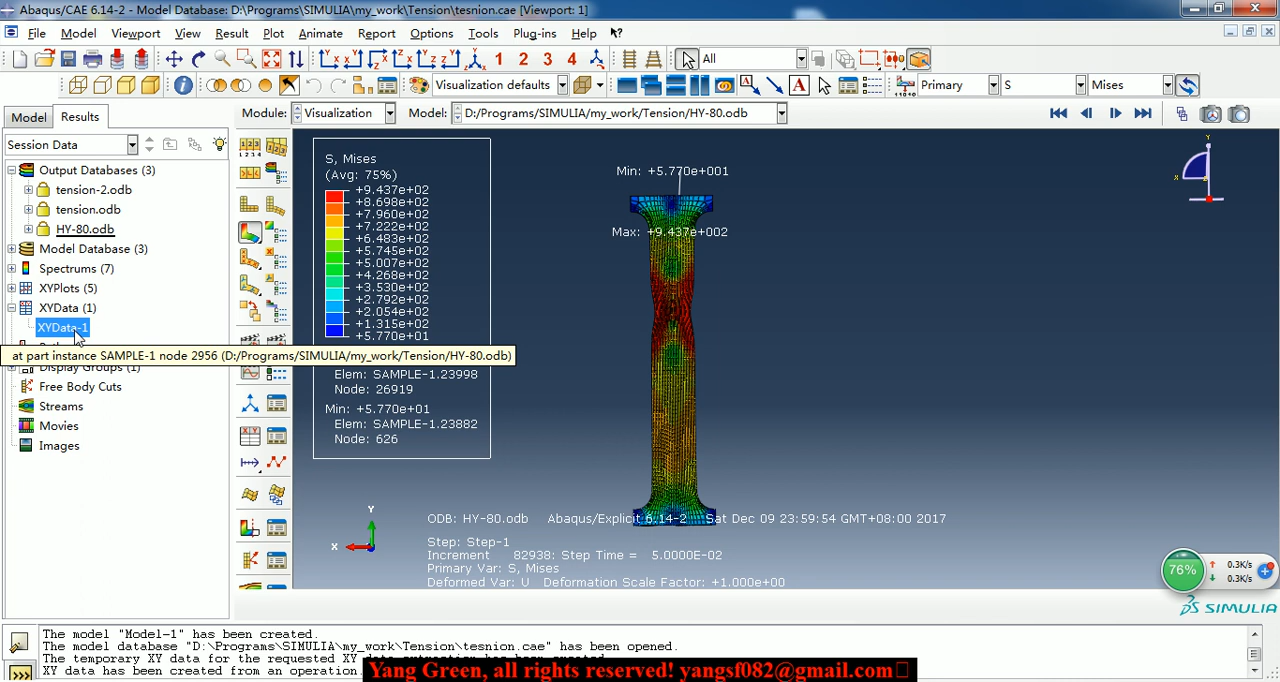 Abaqus/CAE 6.14-2 - Model Database: D:\Programs\SIMULIA\my_work\Tension\tesnion.cae [Viewport: 1]
File Model Viewport View Result Plot Animate Report Options Tools Plug-ins Help
1 2 3 4 All
Visualization defaults Primary S Mises
Model Results Module: Visualization Model: D:/Programs/SIMULIA/my_work/Tension/HY-80.odb
Session Data
Output Databases (3)
tension-2.odb
tension.odb
HY-80.odb
Model Database (3)
Spectrums (7)
XYPlots (5)
XYData (1)
XYData-1
at part instance SAMPLE-1 node 2956 (D:/Programs/SIMULIA/my_work/Tension/HY-80.odb)
Display Groups (1)
Free Body Cuts
Streams
Movies
Images
S, Mises
(Avg: 75%)
+9.437e+02
+8.698e+02
+7.960e+02
+7.222e+02
+6.483e+02
+5.745e+02
+5.007e+02
+4.268e+02
+3.530e+02
+2.792e+02
+2.054e+02
+1.315e+02
+5.770e+01
Elem: SAMPLE-1.23998
Node: 26919
Min: +5.770e+01
Elem: SAMPLE-1.23882
Node: 626
Min: +5.770e+001
Max: +9.437e+002
Y
X
Y
X
ODB: HY-80.odb Abaqus/Explicit 6.14-2 Sat Dec 09 23:59:54 GMT+08:00 2017
Step: Step-1
Increment 82938: Step Time = 5.0000E-02
Primary Var: S, Mises
Deformed Var: U Deformation Scale Factor: +1.000e+00
76%
0.3K/s
0.3K/s
SIMULIA
The model "Model-1" has been created.
The model database "D:\Programs\SIMULIA\my_work\Tension\tesnion.cae" has been opened.
The temporary XY data for the requested XY
XY data has been created from an operation.
Yang Green, all rights reserved! yangsf082@gmail.com